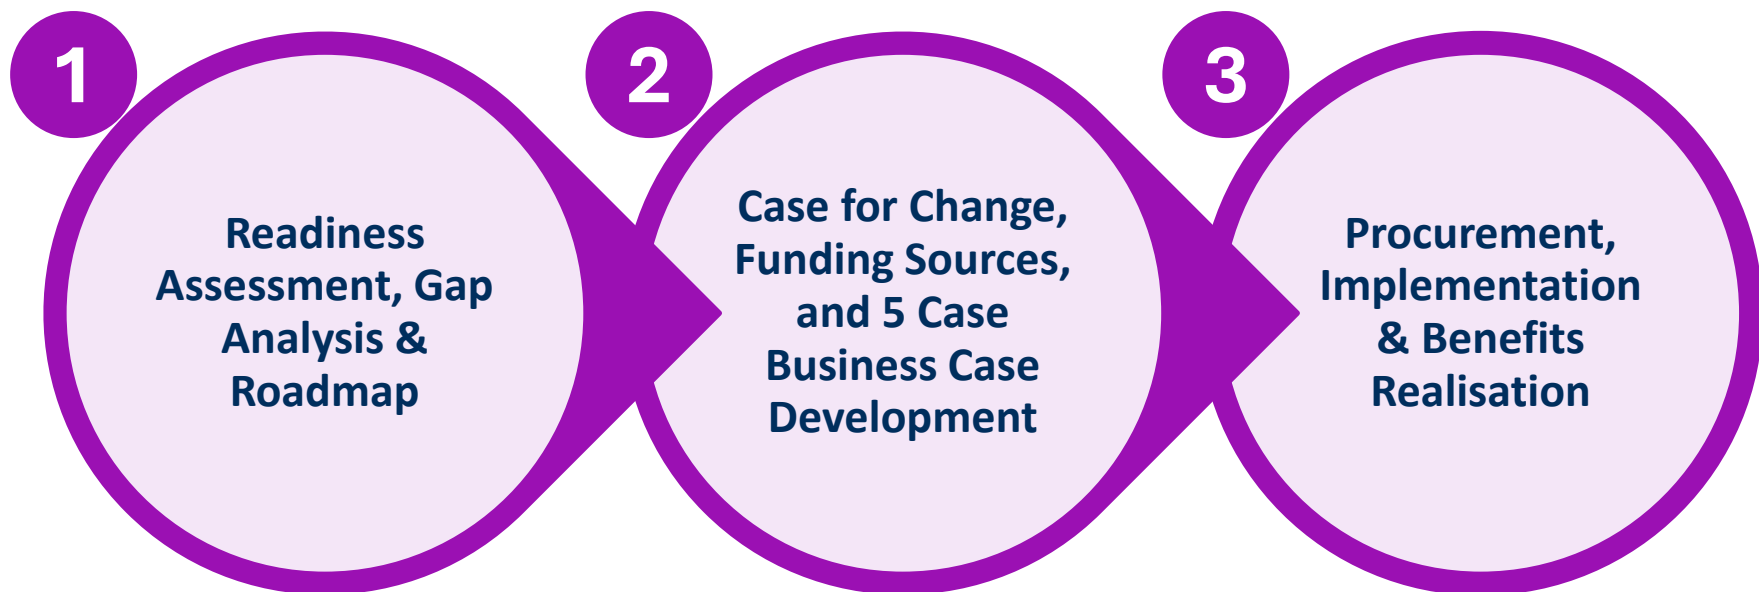 1
Readiness
Assessment, Gap
Analysis &
Roadmap
2
Case for Change,
Funding Sources,
and 5 Case
Business Case
Development
3
Procurement,
Implementation
& Benefits
Realisation